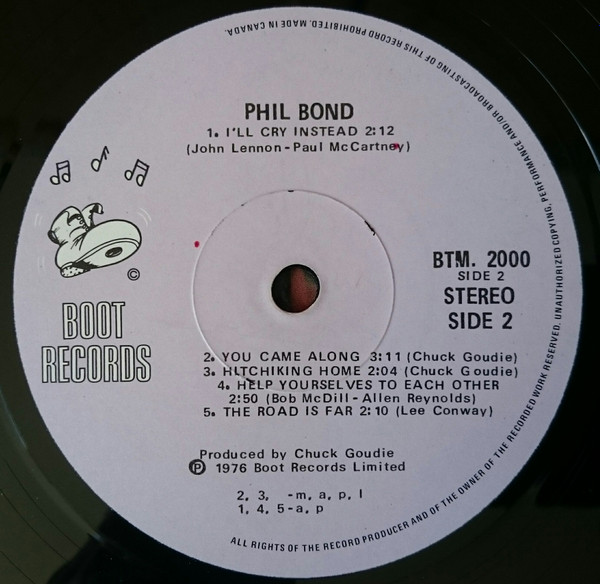 PHIL BOND
1. I'LL CRY INSTEAD 2:12
(John Lennon-Paul McCartney)
©
BOOT
RECORDS
BTM. 2000
SIDE 2
STEREO
SIDE 2
2. YOU CAME ALONG 3:11 (Chuck Goudie)
3. HLTCHIKING HOME 2:04 (Chuck Goudie)
4. HELP YOURSELVES TO EACH OTHER
2:50 (Bob McDill-Allen Reynolds)
5. THE ROAD IS FAR 2:10 (Lee Conway)
Produced by Chuck Goudie
℗ 1976 Boot Records Limited
2, 3, -m, a, p, l
1, 4, 5-a, p
ALL RIGHTS OF THE RECORD PRODUCER AND OF THE OWNER OF THE RECORDED WORK RESERVED. UNAUTHORIZED COPYING, PERFORMANCE AND/OR BROADCASTING OF THIS RECORD PROHIBITED. MADE IN CANADA.